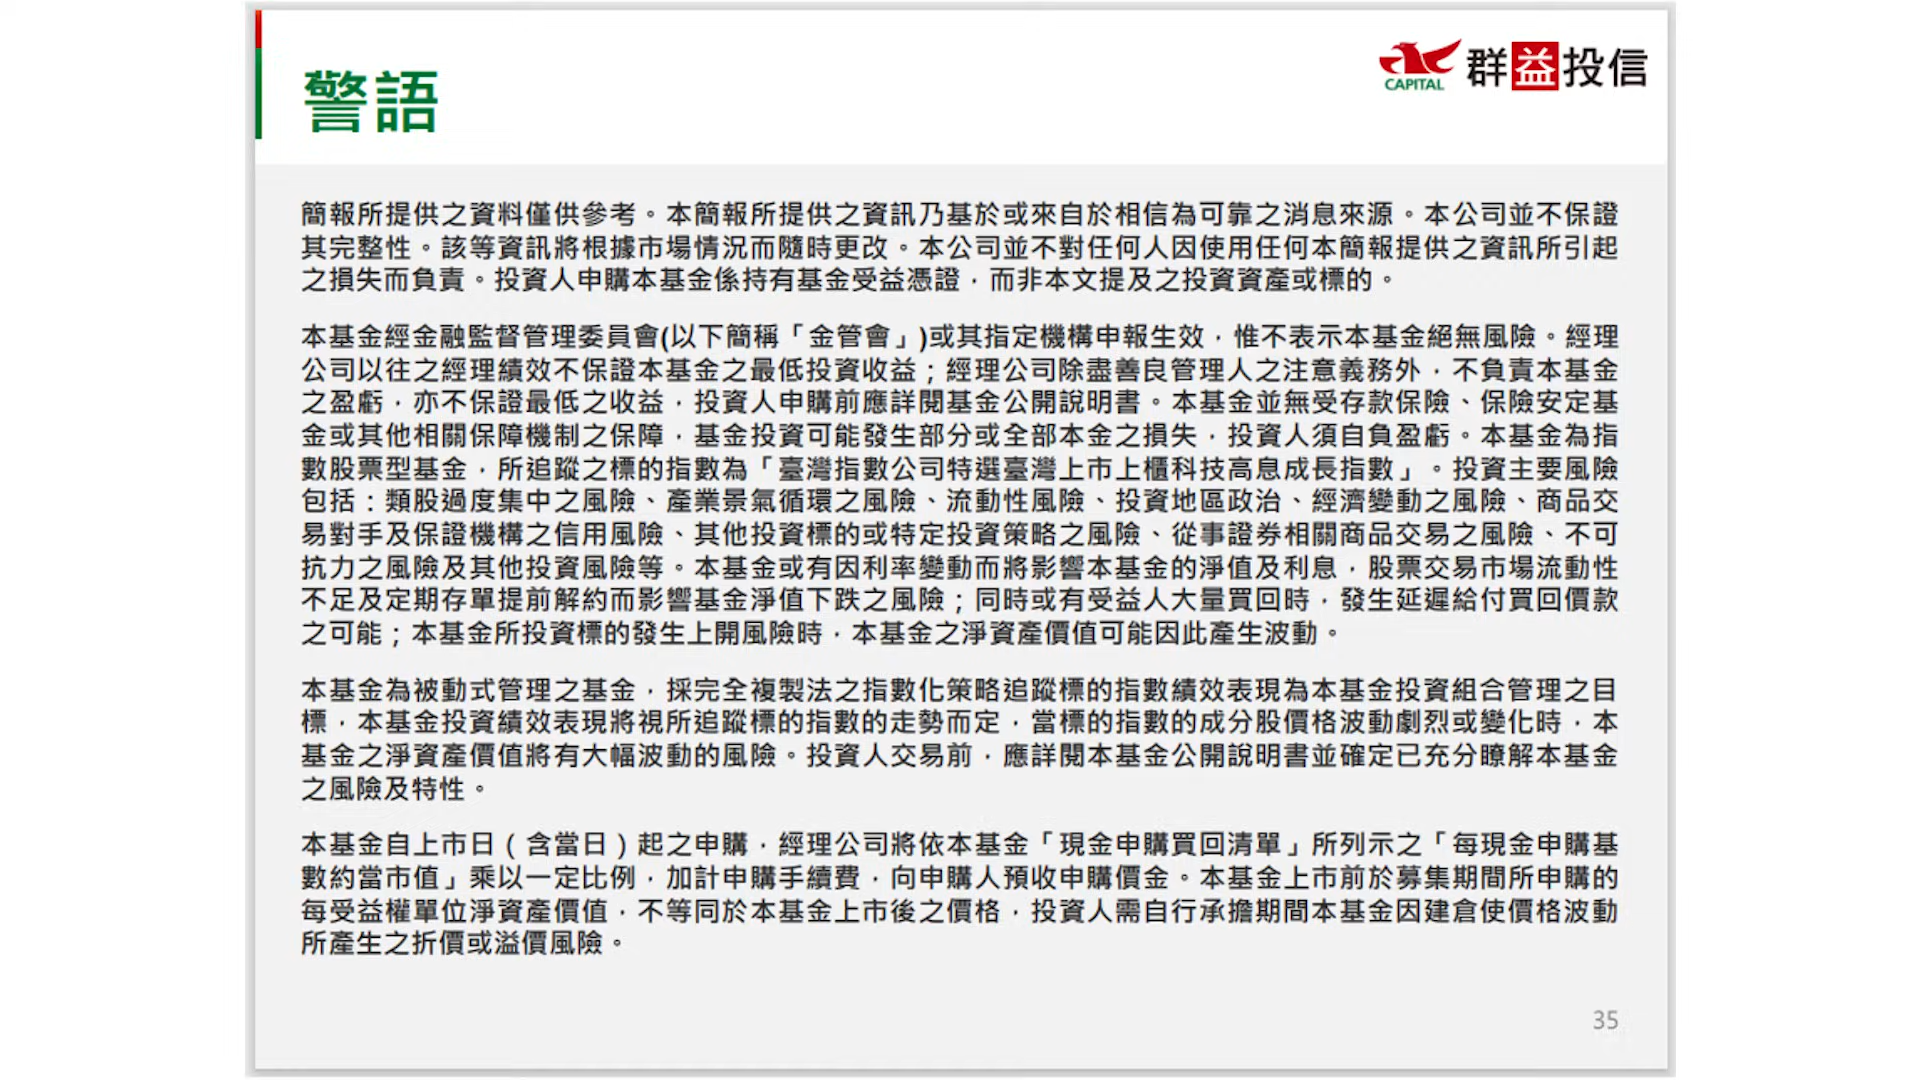 警語
CAPITAL 群益投信
簡報所提供之資料僅供參考。本簡報所提供之資訊乃基於或來自於相信為可靠之消息來源。本公司並不保證
其完整性。該等資訊將根據市場情況而隨時更改。本公司並不對任何人因使用任何本簡報提供之資訊所引起
之損失而負責。投資人申購本基金係持有基金受益憑證，而非本文提及之投資資產或標的。
本基金經金融監督管理委員會(以下簡稱「金管會」)或其指定機構申報生效，惟不表示本基金絕無風險。經理
公司以往之經理績效不保證本基金之最低投資收益；經理公司除盡善良管理人之注意義務外，不負責本基金
之盈虧，亦不保證最低之收益，投資人申購前應詳閱基金公開說明書。本基金並無受存款保險、保險安定基
金或其他相關保障機制之保障，基金投資可能發生部分或全部本金之損失，投資人須自負盈虧。本基金為指
數股票型基金，所追蹤之標的指數為「臺灣指數公司特選臺灣上市上櫃科技高息成長指數」。投資主要風險
包括：類股過度集中之風險、產業景氣循環之風險、流動性風險、投資地區政治、經濟變動之風險、商品交
易對手及保證機構之信用風險、其他投資標的或特定投資策略之風險、從事證券相關商品交易之風險、不可
抗力之風險及其他投資風險等。本基金或有因利率變動而將影響本基金的淨值及利息，股票交易市場流動性
不足及定期存單提前解約而影響基金淨值下跌之風險；同時或有受益人大量買回時，發生延遲給付買回價款
之可能；本基金所投資標的發生上開風險時，本基金之淨資產價值可能因此產生波動。
本基金為被動式管理之基金，採完全複製法之指數化策略追蹤標的指數績效表現為本基金投資組合管理之目
標，本基金投資績效表現將視所追蹤標的指數的走勢而定，當標的指數的成分股價格波動劇烈或變化時，本
基金之淨資產價值將有大幅波動的風險。投資人交易前，應詳閱本基金公開說明書並確定已充分瞭解本基金
之風險及特性。
本基金自上市日（含當日）起之申購，經理公司將依本基金「現金申購買回清單」所列示之「每現金申購基
數約當市值」乘以一定比例，加計申購手續費，向申購人預收申購價金。本基金上市前於募集期間所申購的
每受益權單位淨資產價值，不等同於本基金上市後之價格，投資人需自行承擔期間本基金因建倉使價格波動
所產生之折價或溢價風險。
35